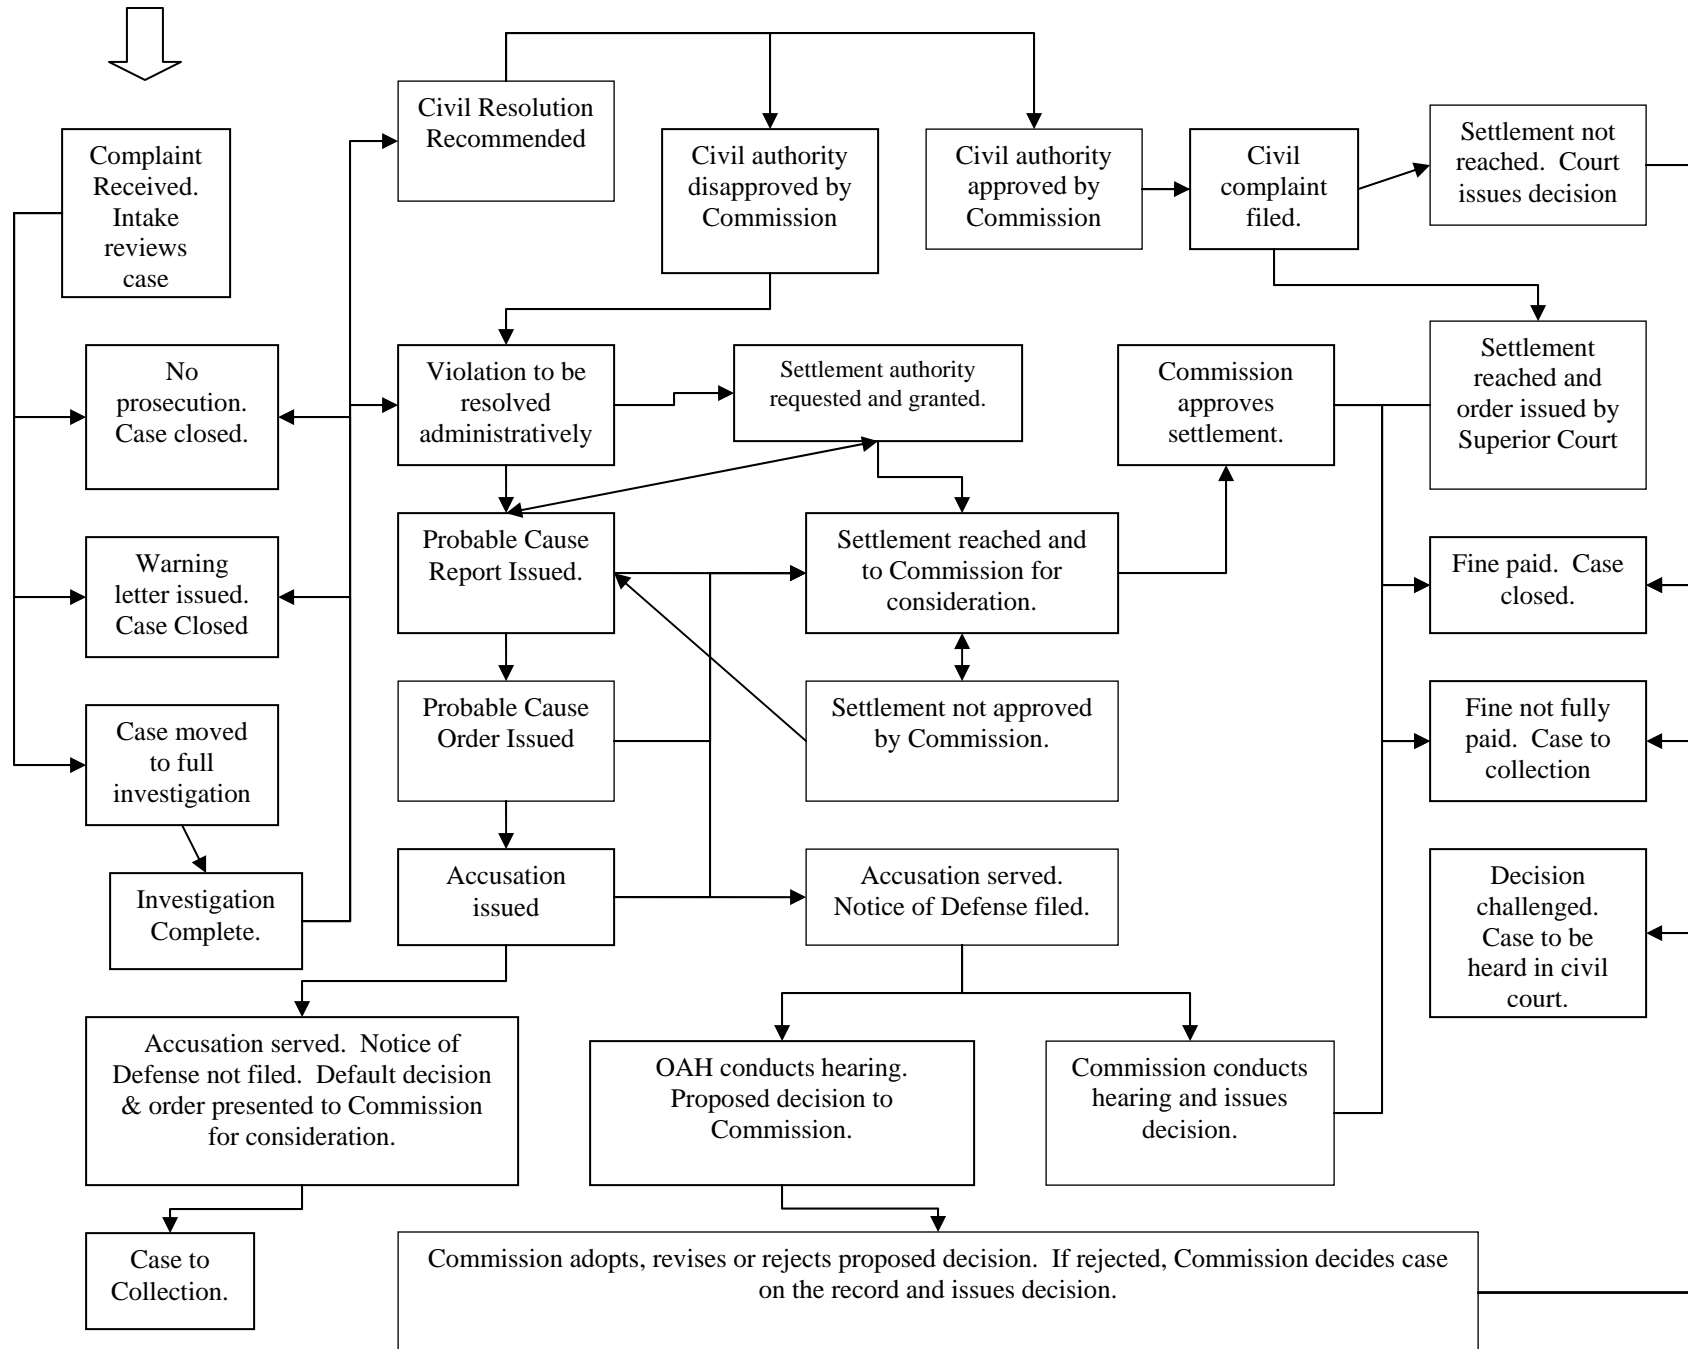 Complaint
Received.
Intake
reviews
case
Civil Resolution
Recommended
Civil authority
disapproved by
Commission
Civil authority
approved by
Commission
Civil
complaint
filed.
Settlement not
reached.  Court
issues decision
No
prosecution.
Case closed.
Violation to be
resolved
administratively
Settlement authority
requested and granted.
Commission
approves
settlement.
Settlement
reached and
order issued by
Superior Court
Warning
letter issued.
Case Closed
Probable Cause
Report Issued.
Settlement reached and
to Commission for
consideration.
Fine paid.  Case
closed.
Case moved
to full
investigation
Probable Cause
Order Issued
Settlement not approved
by Commission.
Fine not fully
paid.  Case to
collection
Investigation
Complete.
Accusation
issued
Accusation served.
Notice of Defense filed.
Decision
challenged.
Case to be
heard in civil
court.
Accusation served.  Notice of
Defense not filed.  Default decision
& order presented to Commission
for consideration.
OAH conducts hearing.
Proposed decision to
Commission.
Commission conducts
hearing and issues
decision.
Case to
Collection.
Commission adopts, revises or rejects proposed decision.  If rejected, Commission decides case
on the record and issues decision.